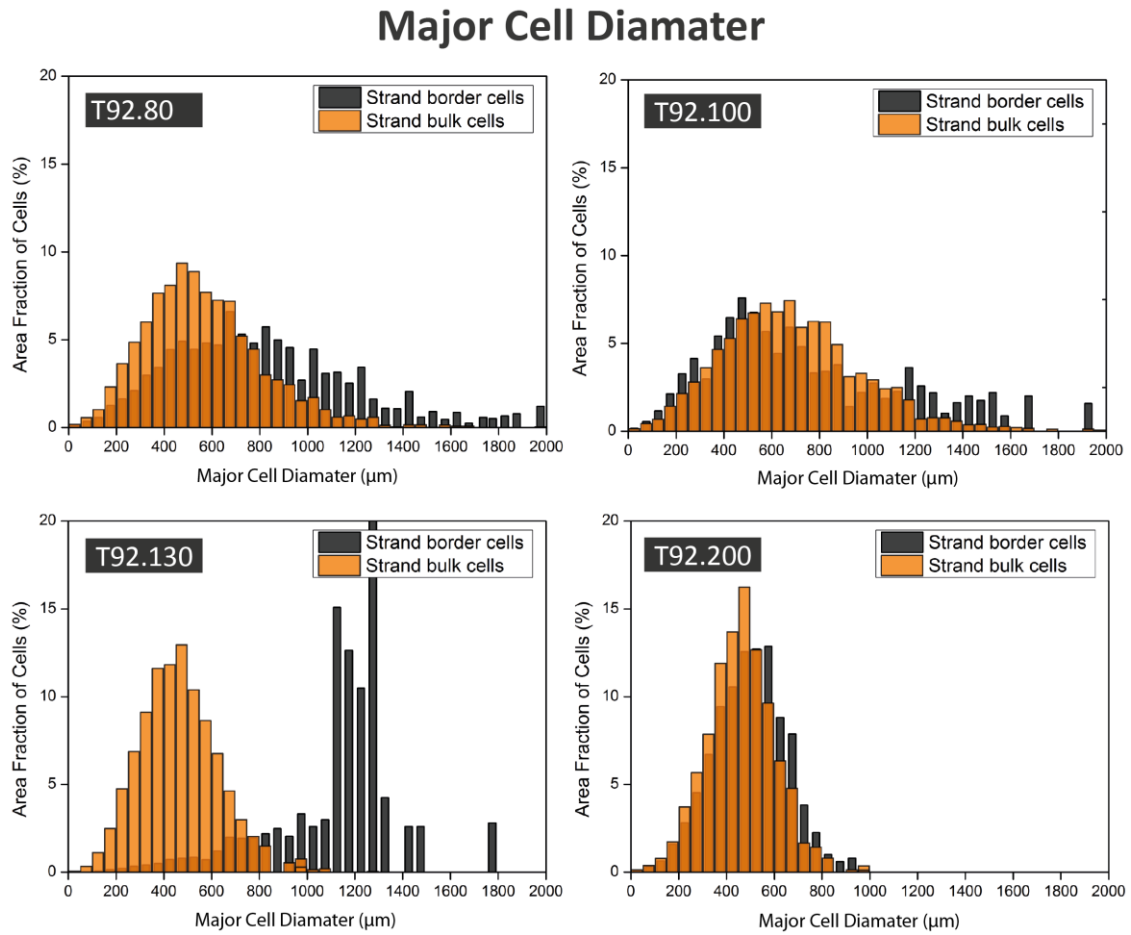 Major Cell Diamater
T92.80
Strand border cells
Strand bulk cells
Area Fraction of Cells (%)
20
15
10
5
0
0 200 400 600 800 1000 1200 1400 1600 1800 2000
Major Cell Diamater (µm)
T92.100
Strand border cells
Strand bulk cells
Area Fraction of Cells (%)
20
15
10
5
0
0 200 400 600 800 1000 1200 1400 1600 1800 2000
Major Cell Diamater (µm)
T92.130
Strand border cells
Strand bulk cells
Area Fraction of Cells (%)
20
15
10
5
0
0 200 400 600 800 1000 1200 1400 1600 1800 2000
Major Cell Diamater (µm)
T92.200
Strand border cells
Strand bulk cells
Area Fraction of Cells (%)
20
15
10
5
0
0 200 400 600 800 1000 1200 1400 1600 1800 2000
Major Cell Diamater (µm)